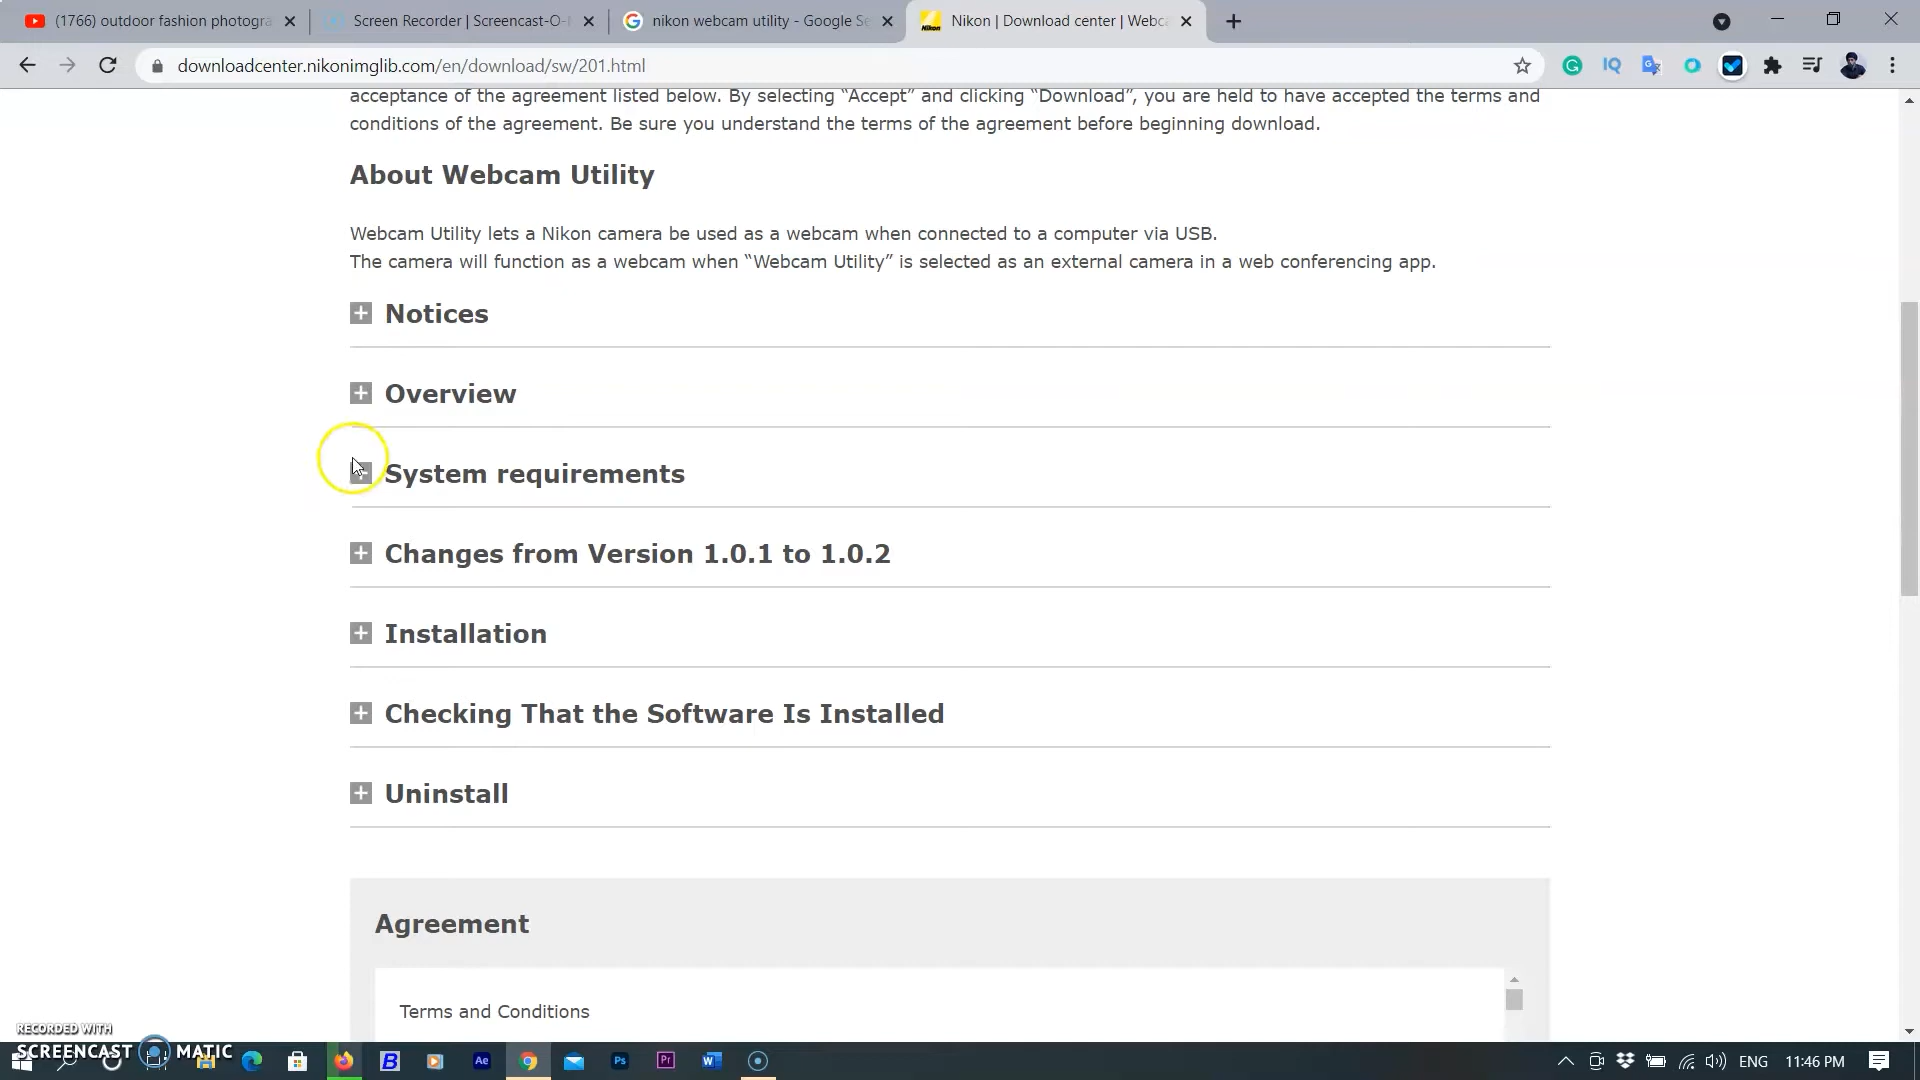 (1766) outdoor fashion photogra
Screen Recorder | Screencast-O-
nikon webcam utility - Google Se
Nikon
Nikon | Download center | Webca
downloadcenter.nikonimglib.com/en/download/sw/201.html
IQ
acceptance of the agreement listed below. By selecting “Accept” and clicking “Download”, you are held to have accepted the terms and
conditions of the agreement. Be sure you understand the terms of the agreement before beginning download.
About Webcam Utility
Webcam Utility lets a Nikon camera be used as a webcam when connected to a computer via USB.
The camera will function as a webcam when “Webcam Utility” is selected as an external camera in a web conferencing app.
Notices
Overview
System requirements
Changes from Version 1.0.1 to 1.0.2
Installation
Checking That the Software Is Installed
Uninstall
Agreement
Terms and Conditions
RECORDED WITH
SCREENCAST MATIC
B
Ae
Ps
Pr
W
ENG
11:46 PM